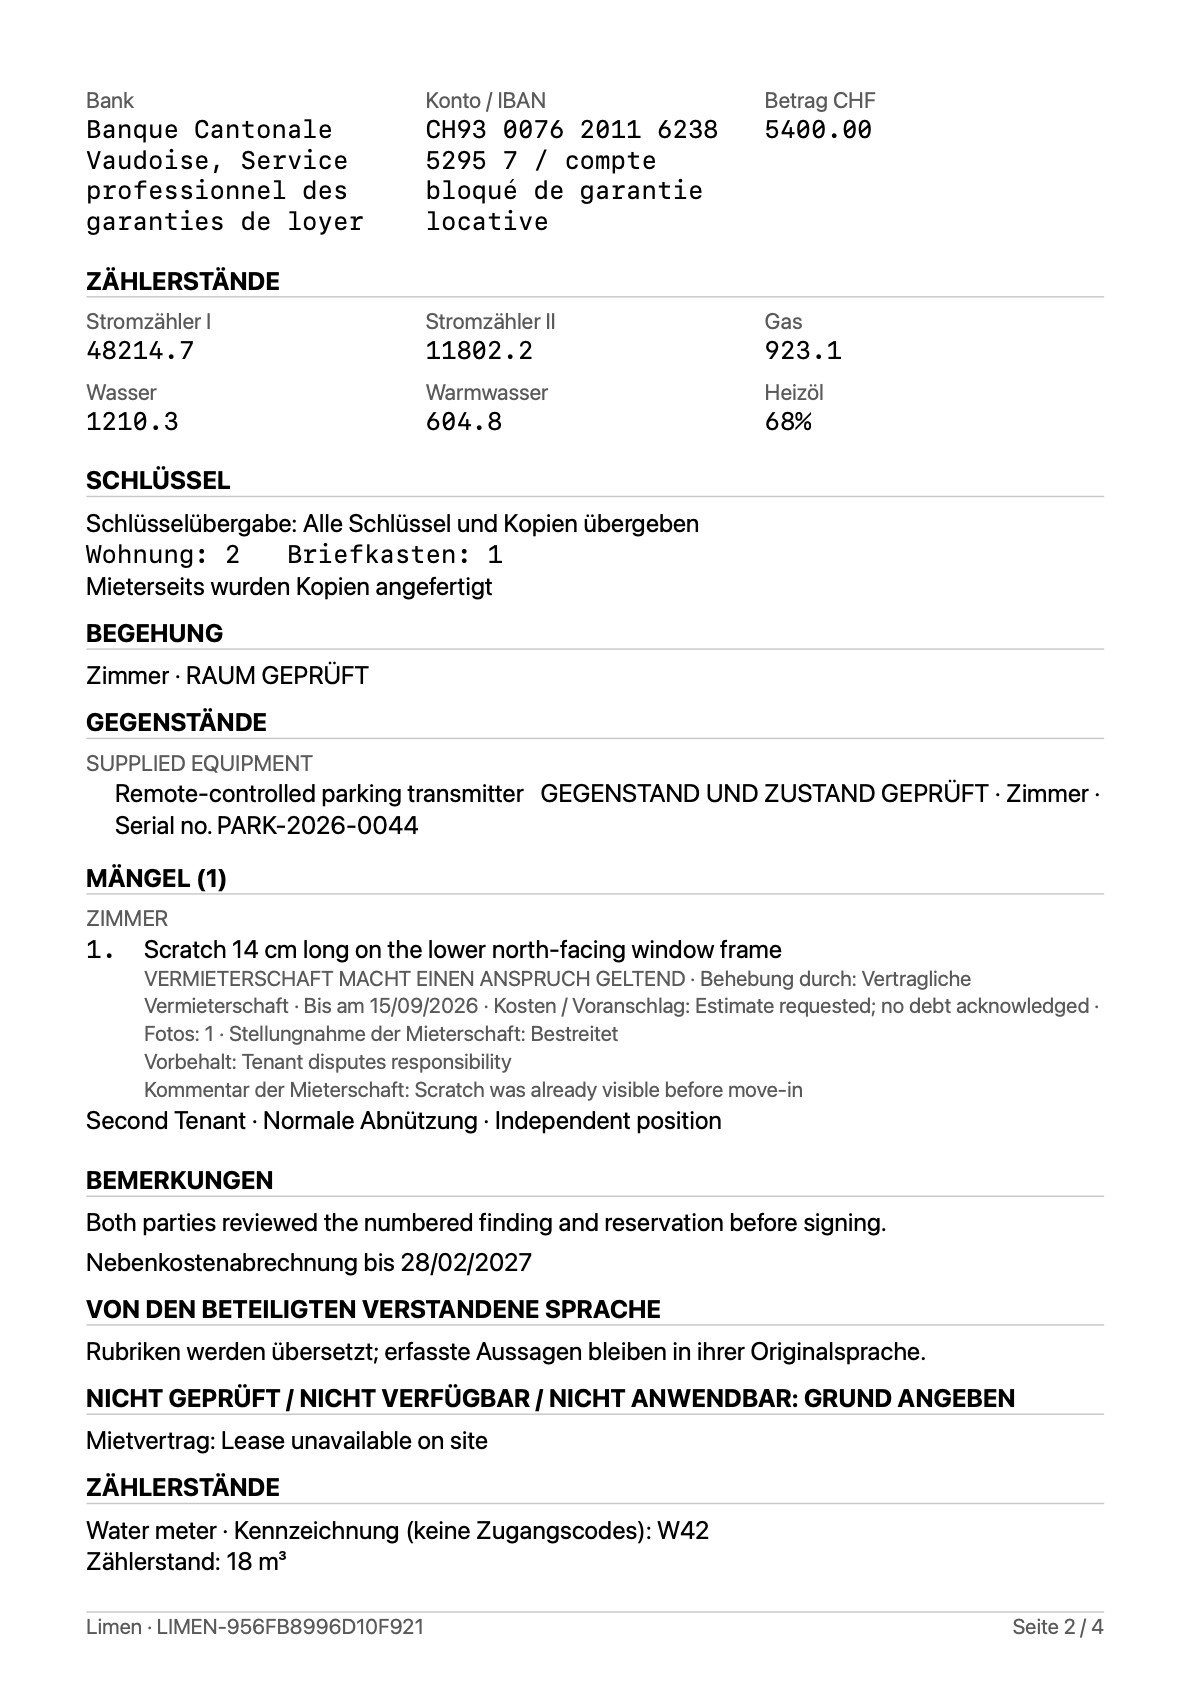 Bank Konto / IBAN Betrag CHF
Banque Cantonale CH93 0076 2011 6238 5400.00
Vaudoise, Service 5295 7 / compte
professionnel des bloqué de garantie
garanties de loyer locative
ZÄHLERSTÄNDE
Stromzähler I Stromzähler II Gas
48214.7 11802.2 923.1
Wasser Warmwasser Heizöl
1210.3 604.8 68%
SCHLÜSSEL
Schlüsselübergabe: Alle Schlüssel und Kopien übergeben
Wohnung: 2 Briefkasten: 1
Mieterseits wurden Kopien angefertigt
BEGEHUNG
Zimmer · RAUM GEPRÜFT
GEGENSTÄNDE
SUPPLIED EQUIPMENT
Remote-controlled parking transmitter GEGENSTAND UND ZUSTAND GEPRÜFT · Zimmer ·
Serial no. PARK-2026-0044
MÄNGEL (1)
ZIMMER
1. Scratch 14 cm long on the lower north-facing window frame
VERMIETERSCHAFT MACHT EINEN ANSPRUCH GELTEND · Behebung durch: Vertragliche
Vermieterschaft · Bis am 15/09/2026 · Kosten / Voranschlag: Estimate requested; no debt acknowledged ·
Fotos: 1 · Stellungnahme der Mieterschaft: Bestreitet
Vorbehalt: Tenant disputes responsibility
Kommentar der Mieterschaft: Scratch was already visible before move-in
Second Tenant · Normale Abnützung · Independent position
BEMERKUNGEN
Both parties reviewed the numbered finding and reservation before signing.
Nebenkostenabrechnung bis 28/02/2027
VON DEN BETEILIGTEN VERSTANDENE SPRACHE
Rubriken werden übersetzt; erfasste Aussagen bleiben in ihrer Originalsprache.
NICHT GEPRÜFT / NICHT VERFÜGBAR / NICHT ANWENDBAR: GRUND ANGEBEN
Mietvertrag: Lease unavailable on site
ZÄHLERSTÄNDE
Water meter · Kennzeichnung (keine Zugangscodes): W42
Zählerstand: 18 m³
Limen · LIMEN-956FB8996D10F921 Seite 2 / 4